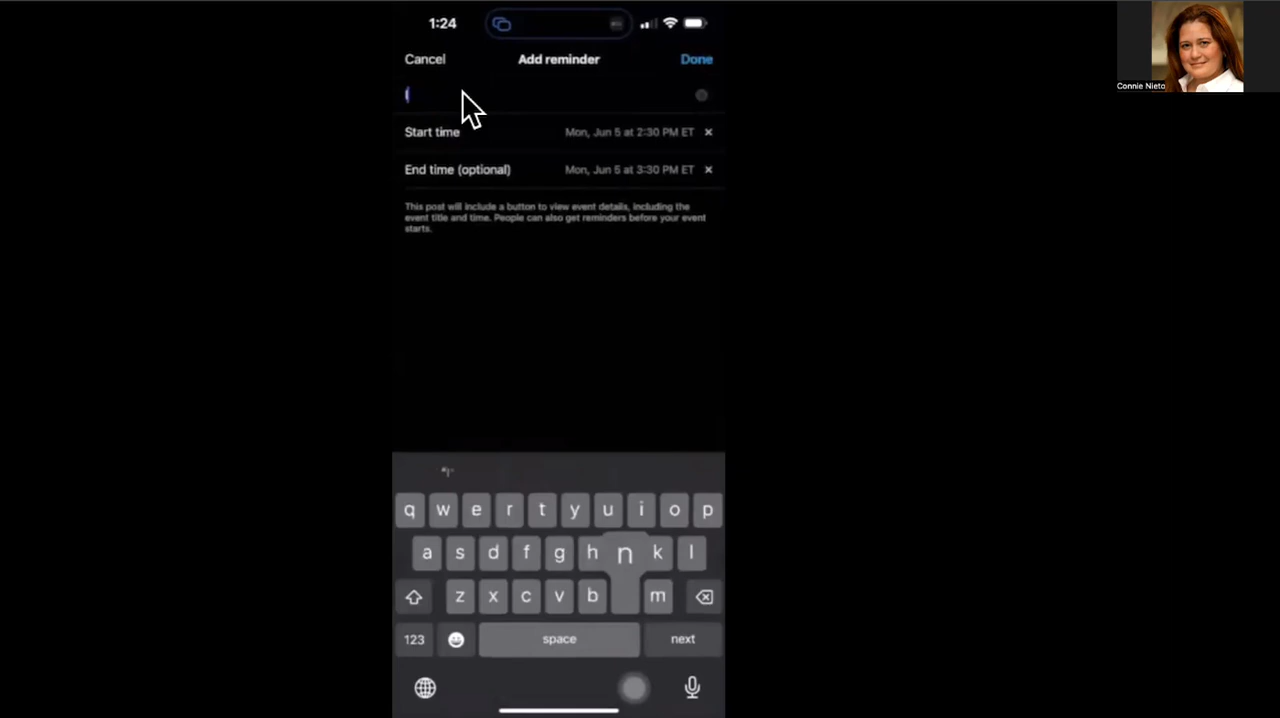 1:24
Cancel Add reminder Done
Connie Nieto
Start time Mon, Jun 5 at 2:30 PM ET ×
End time (optional) Mon, Jun 5 at 3:30 PM ET ×
This post will include a button to view event details, including the
event title and time. People can also get reminders before your event
starts.
q w e r t y u i o p
a s d f g h n k l
z x c v b m
123 space next